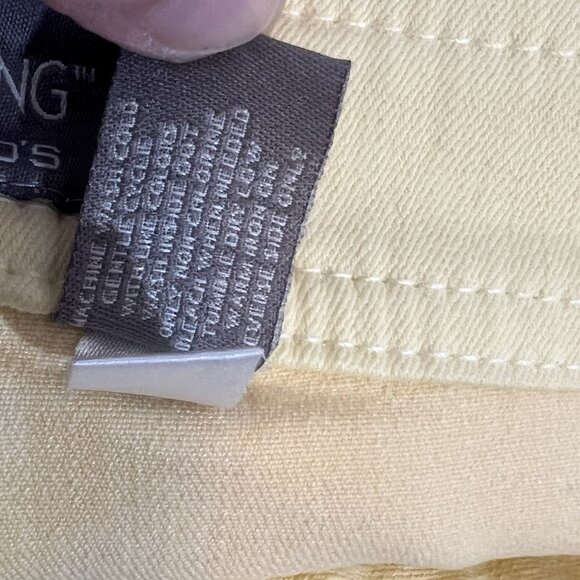 NG™
'S
MACHINE WASH COLD
GENTLE CYCLE
WITH LIKE COLORS
WASH INSIDE OUT
ONLY NON-CHLORINE
BLEACH WHEN NEEDED
TUMBLE DRY LOW
WARM IRON ON
REVERSE SIDE ONLY